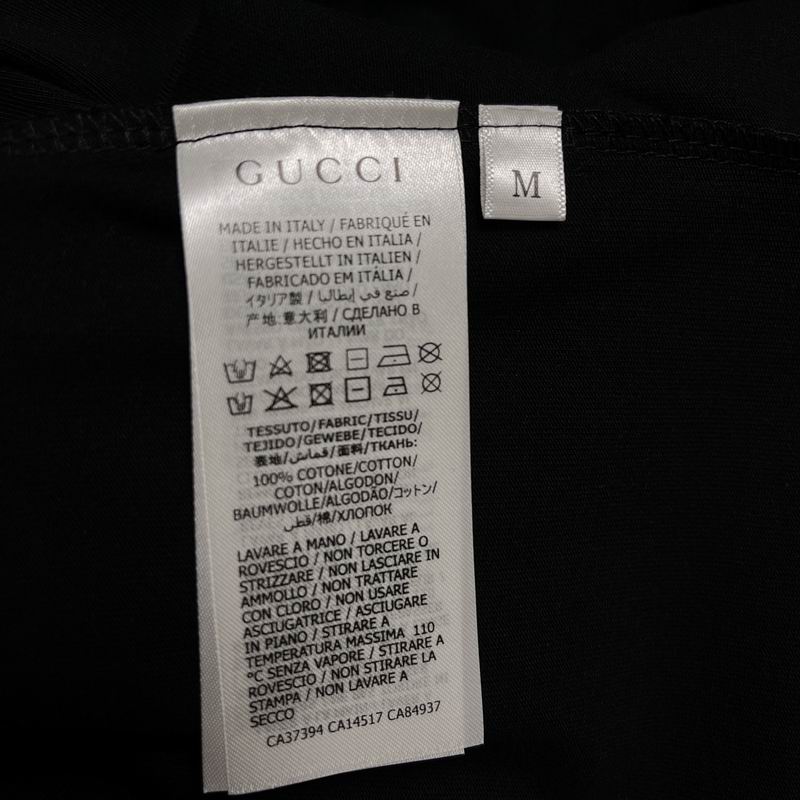 GUCCI
M
MADE IN ITALY / FABRIQUÉ EN
ITALIE / HECHO EN ITALIA /
HERGESTELLT IN ITALIEN /
FABRICADO EM ITÁLIA /
イタリア製 / صنع في إيطاليا /
产地:意大利 / СДЕЛАНО В
ИТАЛИИ
TESSUTO/FABRIC/TISSU/
TEJIDO/GEWEBE/TECIDO/
表地/قماش/面料/ТКАНЬ:
100% COTONE/COTTON/
COTON/ALGODON/
BAUMWOLLE/ALGODÃO/コットン/
قطن/棉/ХЛОПОК
LAVARE A MANO / LAVARE A
ROVESCIO / NON TORCERE O
STRIZZARE / NON LASCIARE IN
AMMOLLO / NON TRATTARE
CON CLORO / NON USARE
ASCIUGATRICE / ASCIUGARE
IN PIANO / STIRARE A
TEMPERATURA MASSIMA 110
°C SENZA VAPORE / STIRARE A
ROVESCIO / NON STIRARE LA
STAMPA / NON LAVARE A
SECCO
CA37394 CA14517 CA84937